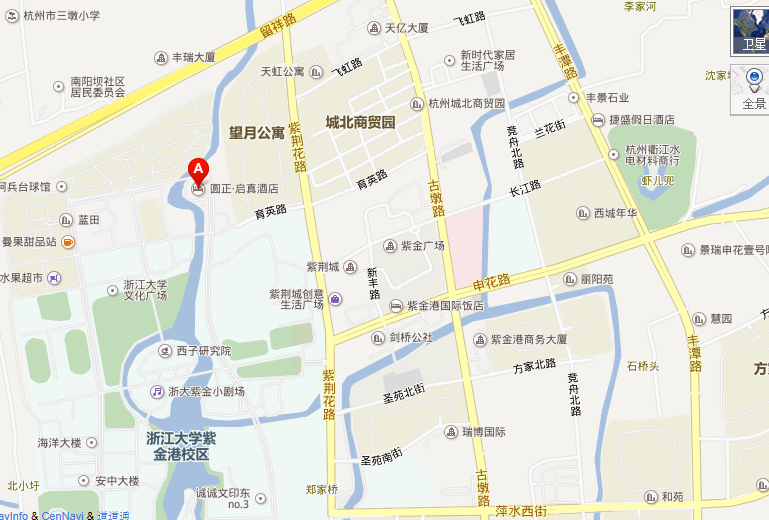 杭州市三墩小学
留祥路
天亿大厦
飞虹路
李家河
卫星
丰瑞大厦
天虹公寓
飞虹路
新时代家居
生活广场
丰潭路
全景
南阳坝社区
居民委员会
杭州城北商贸园
丰景石业
捷盛假日酒店
望月公寓
城北商贸园
紫荆花路
竞舟北路
兰花街
杭州衢江水
电材料商行
虾儿兜
A
圆正·启真酒店
育英路
育英路
古墩路
长江路
阿兵台球馆
蓝田
曼果甜品站
水果超市
紫金广场
西城年华
景瑞申花壹号院
紫荆城
新丰路
申花路
丽阳苑
浙江大学
文化广场
紫荆城创意
生活广场
紫金港国际饭店
慧园
西子研究院
剑桥公社
紫金港商务大厦
丰潭路
方家北路
石桥头
浙大紫金小剧场
紫荆花路
圣苑北街
竞舟北路
浙江大学紫
金港校区
海洋大楼
瑞博国际
圣苑南街
安中大楼
北小圩
诚诚文印东
no.3
郑家桥
古墩路
萍水西街
和苑
& CenNavi & 道道通